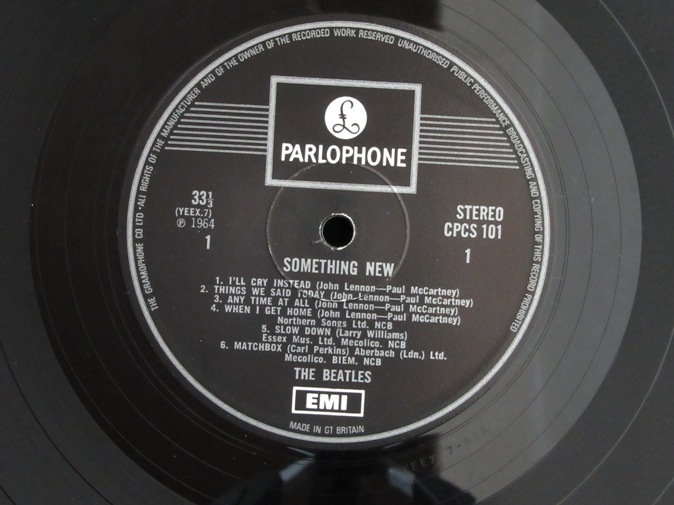 THE GRAMOPHONE CO LTD · ALL RIGHTS OF THE MANUFACTURER AND OF THE OWNER OF THE RECORDED WORK RESERVED UNAUTHORISED PUBLIC PERFORMANCE BROADCASTING AND COPYING OF THIS RECORD PROHIBITED
£
PARLOPHONE
33⅓
(YEEX.7)
℗ 1964
1
STEREO
CPCS 101
1
SOMETHING NEW
1. I'LL CRY INSTEAD (John Lennon—Paul McCartney)
2. THINGS WE SAID TODAY (John Lennon—Paul McCartney)
3. ANY TIME AT ALL (John Lennon—Paul McCartney)
4. WHEN I GET HOME (John Lennon—Paul McCartney)
Northern Songs Ltd. NCB
5. SLOW DOWN (Larry Williams)
Essex Mus. Ltd. Mecolico. NCB
6. MATCHBOX (Carl Perkins) Aberbach (Ldn.) Ltd.
Mecolico. BIEM. NCB
THE BEATLES
EMI
MADE IN GT BRITAIN